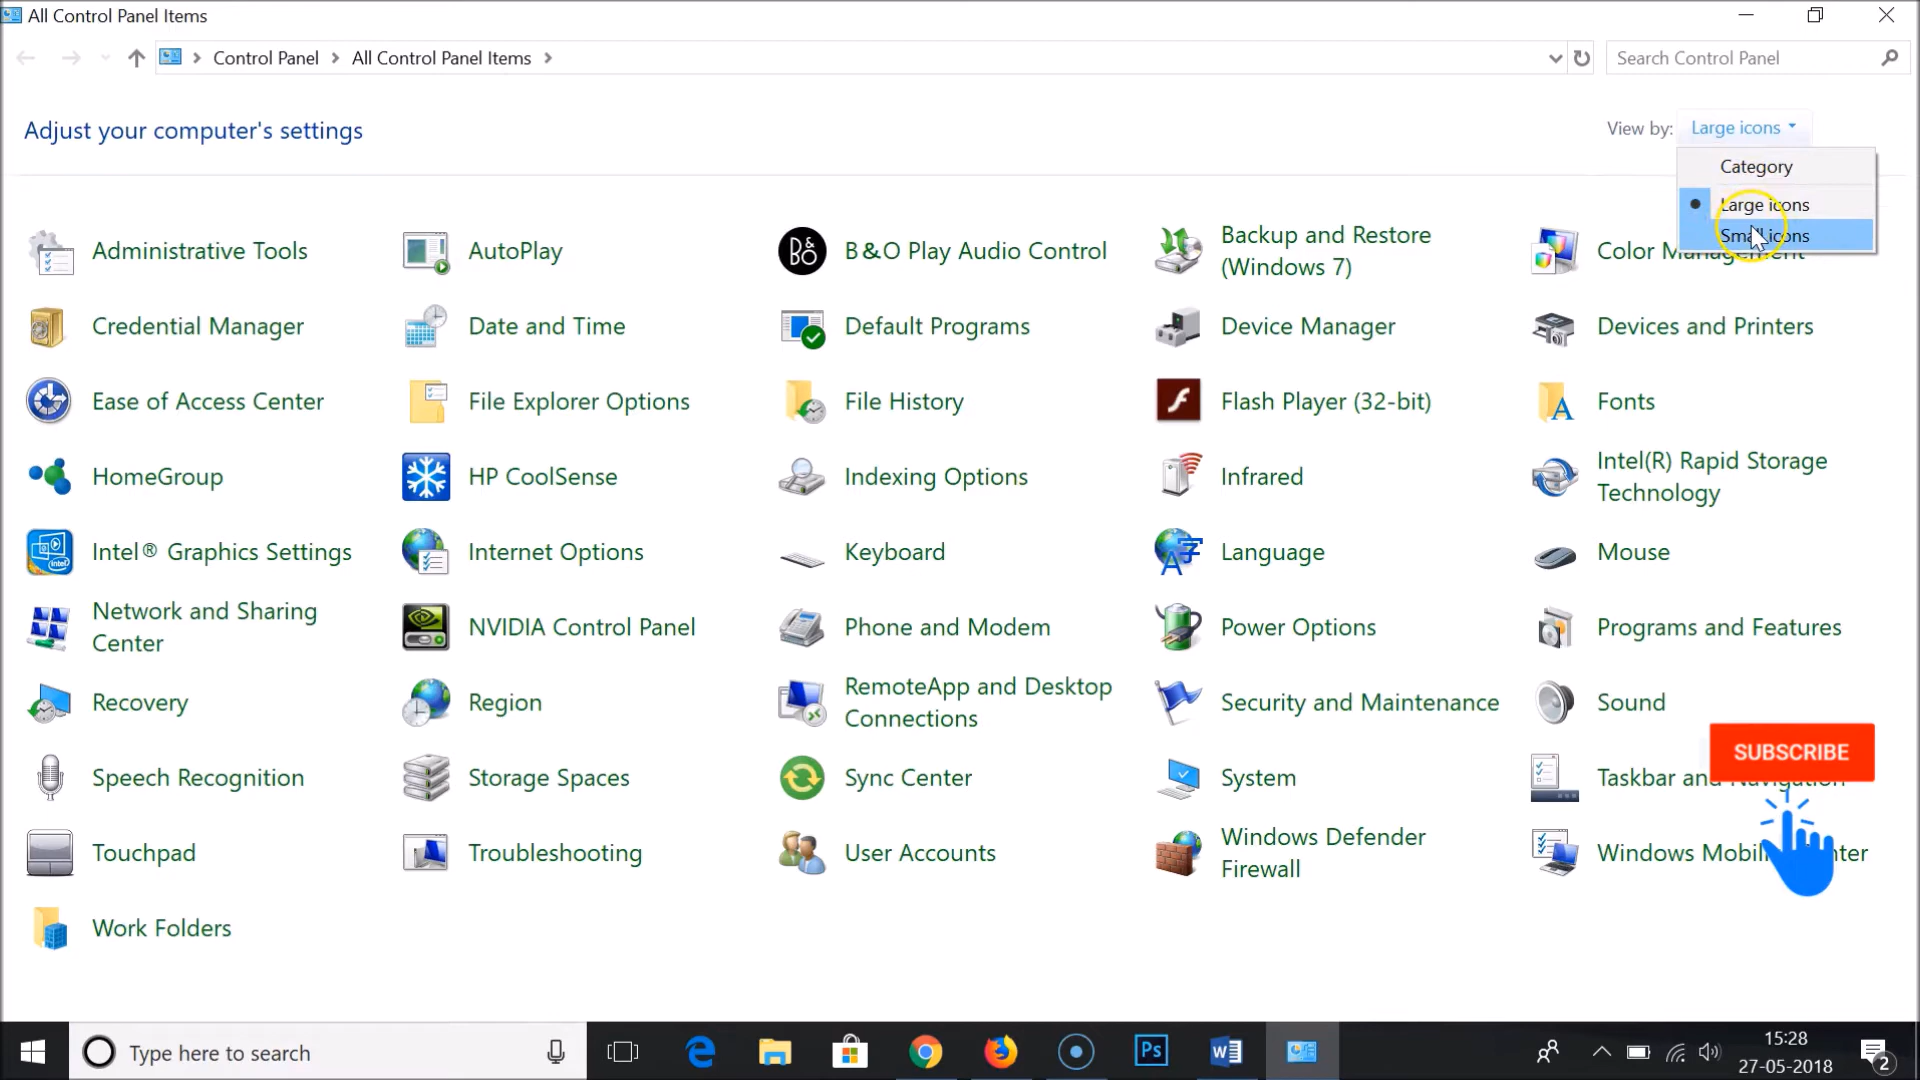 All Control Panel Items
Control Panel > All Control Panel Items >
Search Control Panel
Adjust your computer's settings
View by: Large icons
Category
Large icons
Small icons
Administrative Tools
AutoPlay
B&O
B&O Play Audio Control
Backup and Restore
(Windows 7)
Color Management
Credential Manager
Date and Time
Default Programs
Device Manager
Devices and Printers
Ease of Access Center
File Explorer Options
File History
Flash Player (32-bit)
Fonts
HomeGroup
HP CoolSense
Indexing Options
Infrared
Intel(R) Rapid Storage
Technology
intel
Intel® Graphics Settings
Internet Options
Keyboard
Language
Mouse
Network and Sharing
Center
NVIDIA Control Panel
Phone and Modem
Power Options
Programs and Features
Recovery
Region
RemoteApp and Desktop
Connections
Security and Maintenance
Sound
SUBSCRIBE
Speech Recognition
Storage Spaces
Sync Center
System
Taskbar and Navigation
Touchpad
Troubleshooting
User Accounts
Windows Defender
Firewall
Windows Mobility Center
Work Folders
Type here to search
Ps
W
15:28
27-05-2018
2